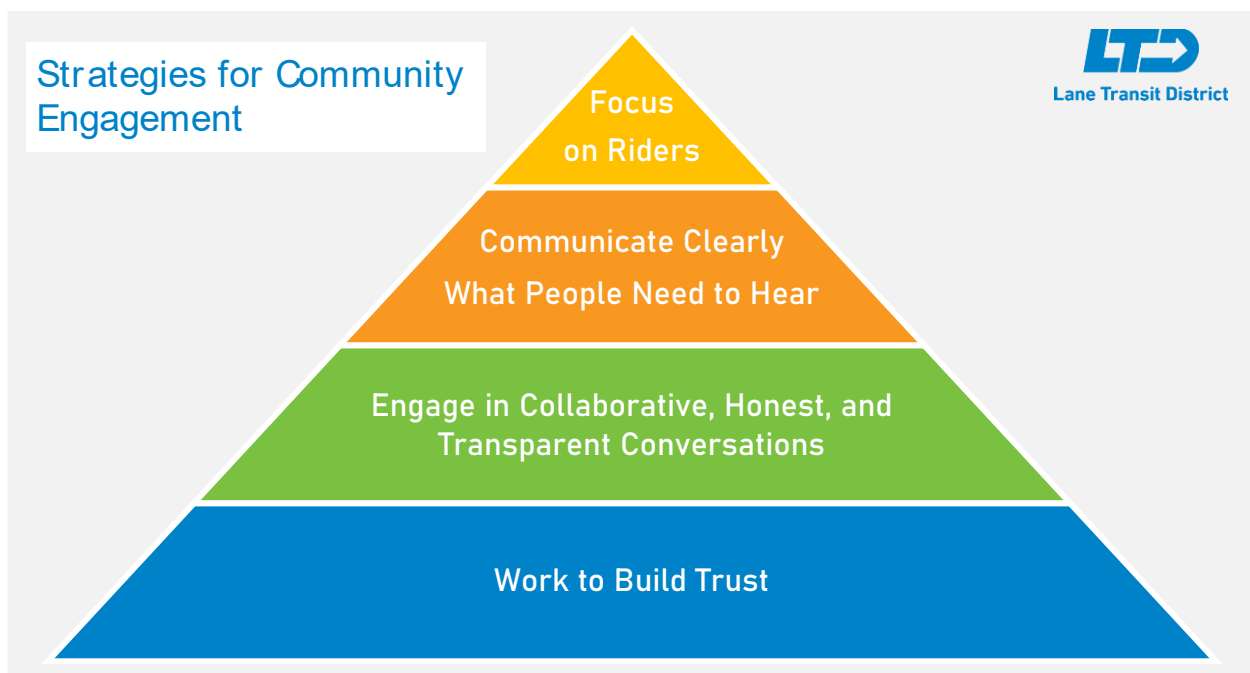 Strategies for Community
Engagement
LTD
Lane Transit District
Focus
on Riders
Communicate Clearly
What People Need to Hear
Engage in Collaborative, Honest, and
Transparent Conversations
Work to Build Trust